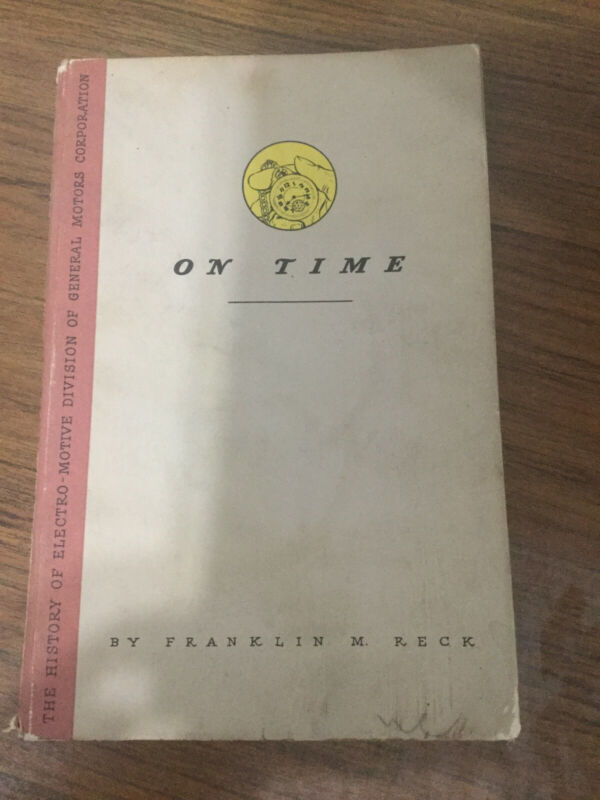 ON TIME
BY FRANKLIN M. RECK
THE HISTORY OF ELECTRO-MOTIVE DIVISION OF GENERAL MOTORS CORPORATION